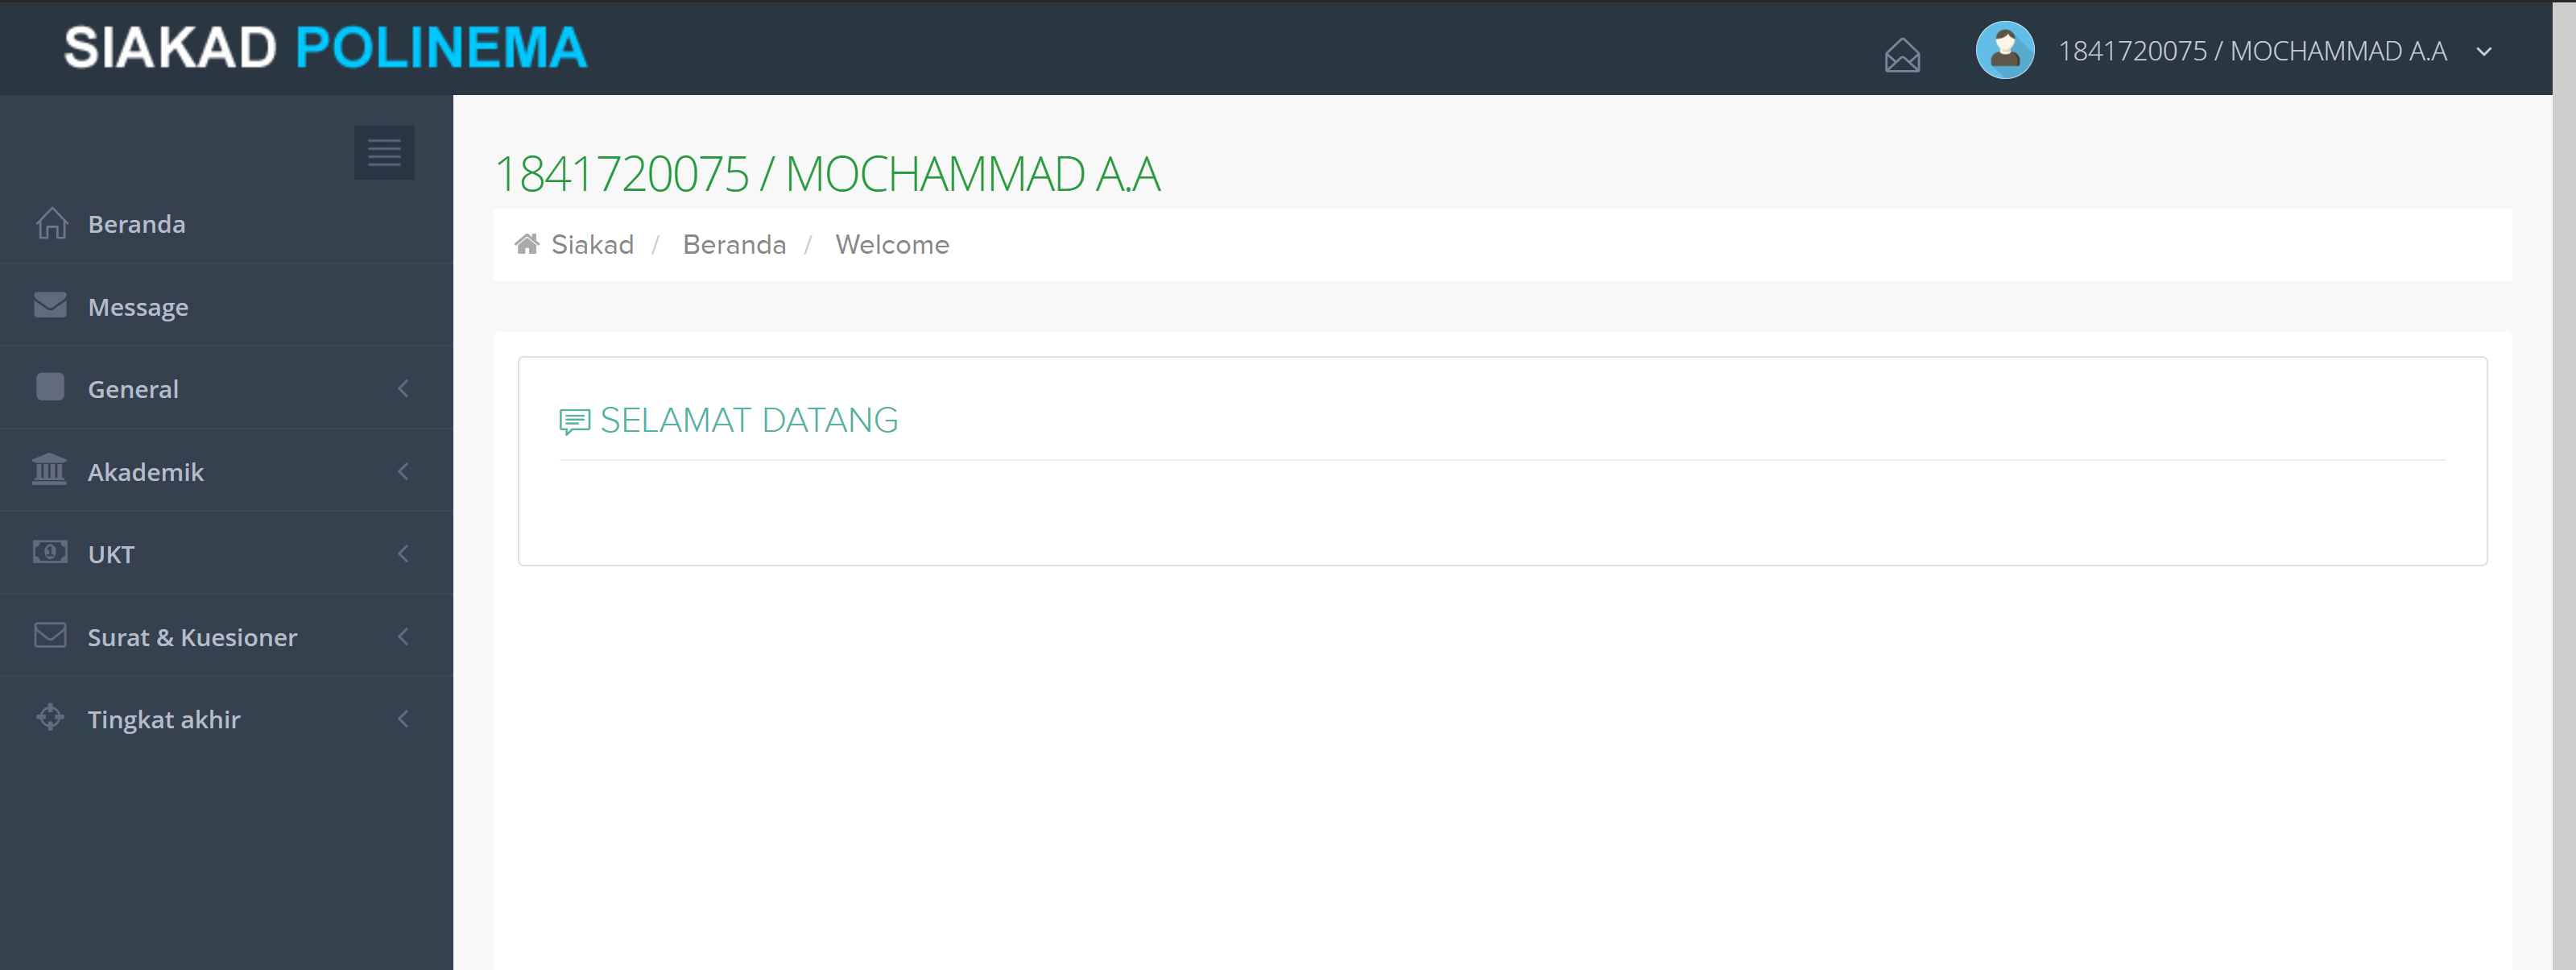 SIAKAD POLINEMA
1841720075 / MOCHAMMAD A.A
Beranda
Message
General
Akademik
UKT
Surat & Kuesioner
Tingkat akhir
1841720075 / MOCHAMMAD A.A
Siakad / Beranda / Welcome
SELAMAT DATANG